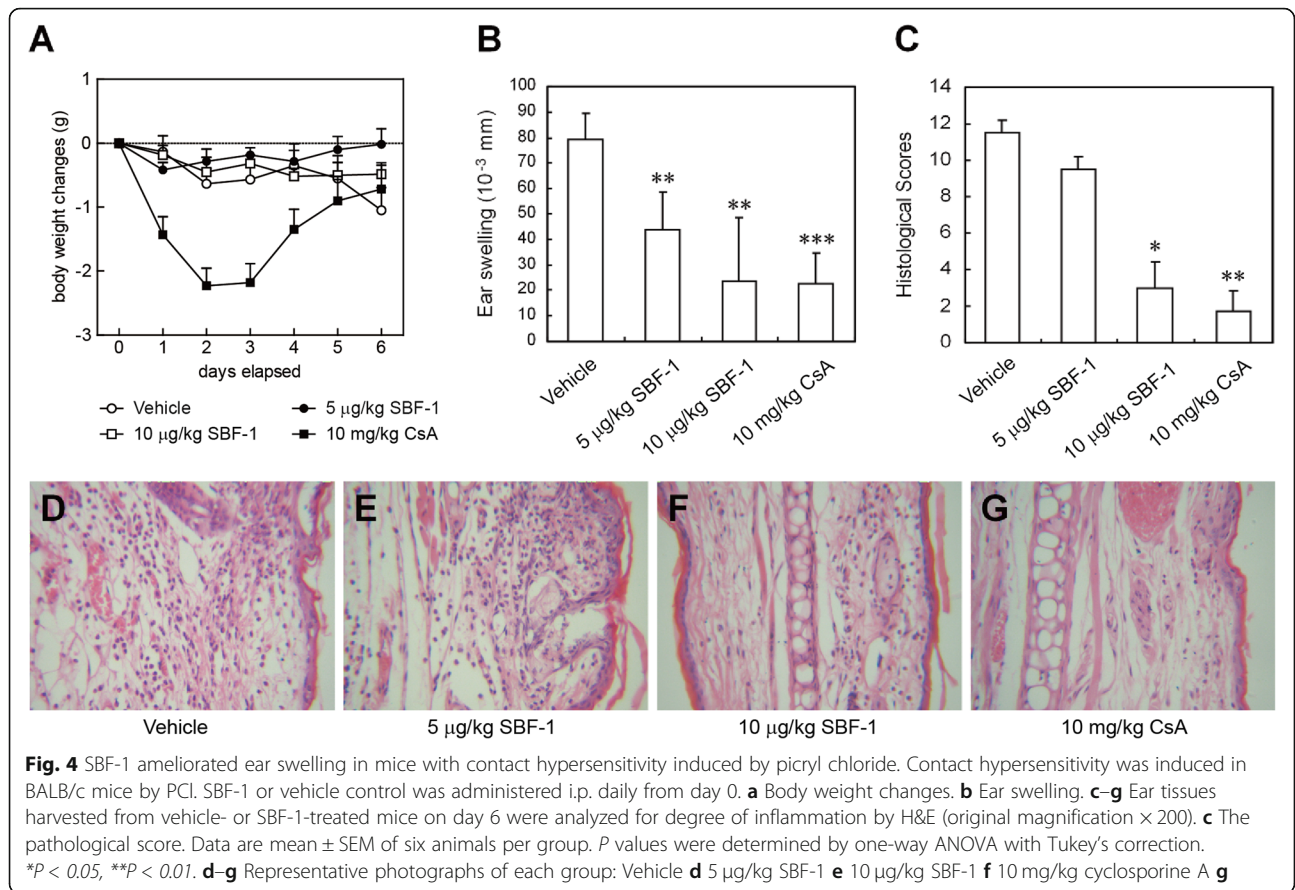 A
1
0
-1
-2
-3
body weight changes (g)
0 1 2 3 4 5 6
days elapsed
Vehicle
5 µg/kg SBF-1
10 µg/kg SBF-1
10 mg/kg CsA
B
100
90
80
70
60
50
40
30
20
10
0
Ear swelling (10⁻³ mm)
**
**
***
Vehicle
5 µg/kg SBF-1
10 µg/kg SBF-1
10 mg/kg CsA
C
14
12
10
8
6
4
2
0
Histological Scores
*
**
Vehicle
5 µg/kg SBF-1
10 µg/kg SBF-1
10 mg/kg CsA
D
E
F
G
Vehicle
5 µg/kg SBF-1
10 µg/kg SBF-1
10 mg/kg CsA
Fig. 4 SBF-1 ameliorated ear swelling in mice with contact hypersensitivity induced by picryl chloride. Contact hypersensitivity was induced in
BALB/c mice by PCl. SBF-1 or vehicle control was administered i.p. daily from day 0. a Body weight changes. b Ear swelling. c–g Ear tissues
harvested from vehicle- or SBF-1-treated mice on day 6 were analyzed for degree of inflammation by H&E (original magnification × 200). c The
pathological score. Data are mean ± SEM of six animals per group. P values were determined by one-way ANOVA with Tukey's correction.
*P < 0.05, **P < 0.01. d–g Representative photographs of each group: Vehicle d 5 µg/kg SBF-1 e 10 µg/kg SBF-1 f 10 mg/kg cyclosporine A g